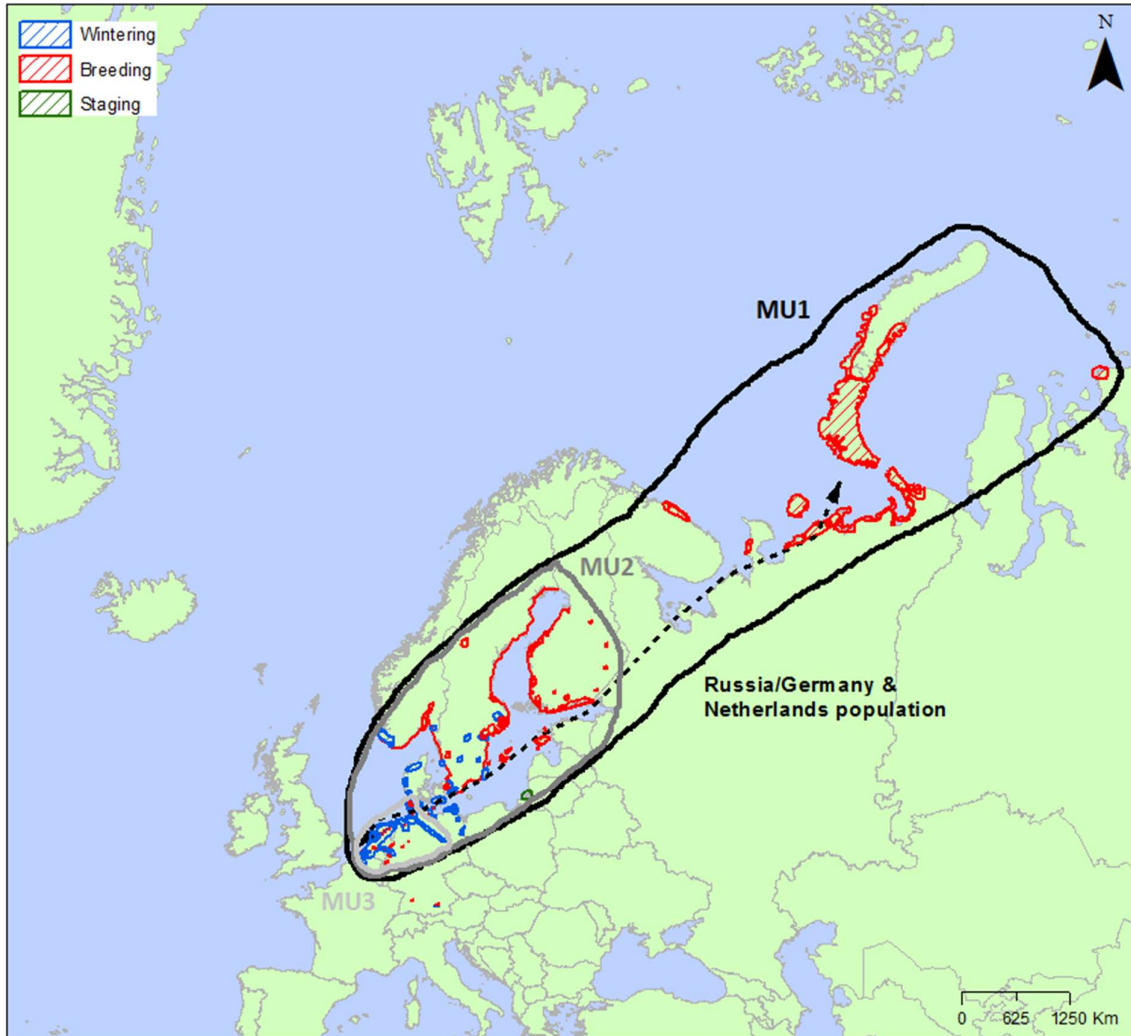 Wintering
Breeding
Staging
N
MU1
MU2
Russia/Germany &
Netherlands population
MU3
0 625 1250 Km